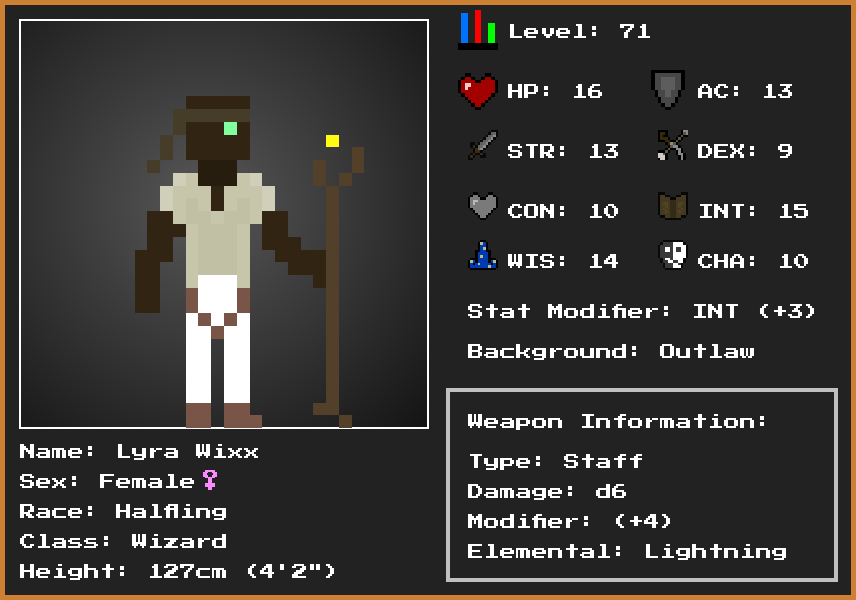 Level: 71
HP: 16
AC: 13
STR: 13
DEX: 9
CON: 10
INT: 15
WIS: 14
CHA: 10
Stat Modifier: INT (+3)
Background: Outlaw
Weapon Information:
Type: Staff
Damage: d6
Modifier: (+4)
Elemental: Lightning
Name: Lyra Wixx
Sex: Female♀
Race: Halfling
Class: Wizard
Height: 127cm (4'2")